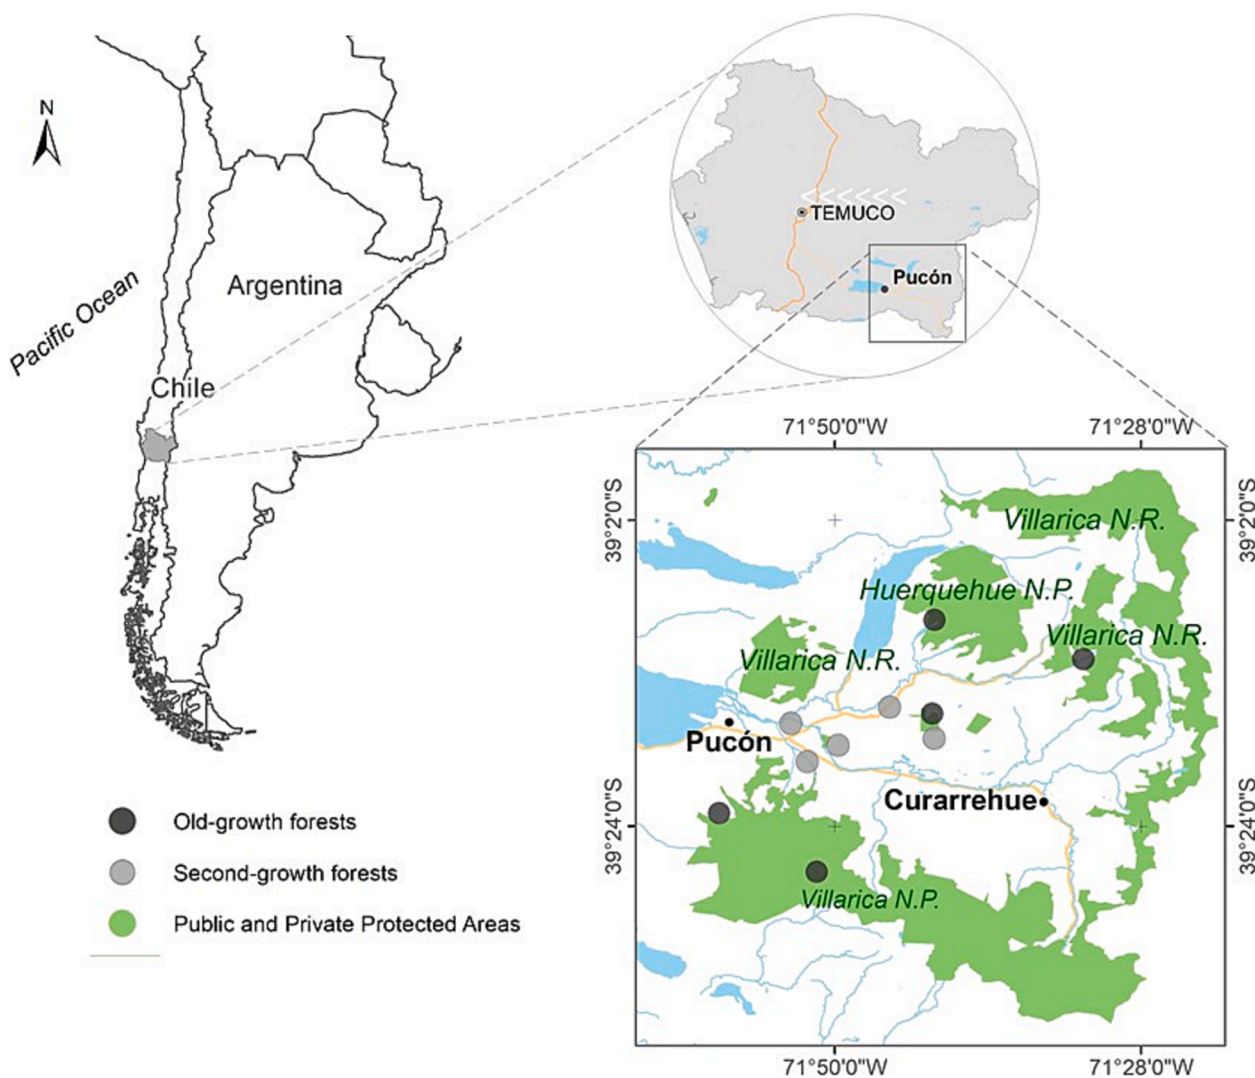 N
Pacific Ocean
Argentina
Chile
TEMUCO
Pucón
71°50'0"W
71°28'0"W
39°2'0"S
39°2'0"S
Villarica N.R.
Huerquehue N.P.
Villarica N.R.
Villarica N.R.
Pucón
Curarrehue
39°24'0"S
39°24'0"S
Villarica N.P.
71°50'0"W
71°28'0"W
Old-growth forests
Second-growth forests
Public and Private Protected Areas